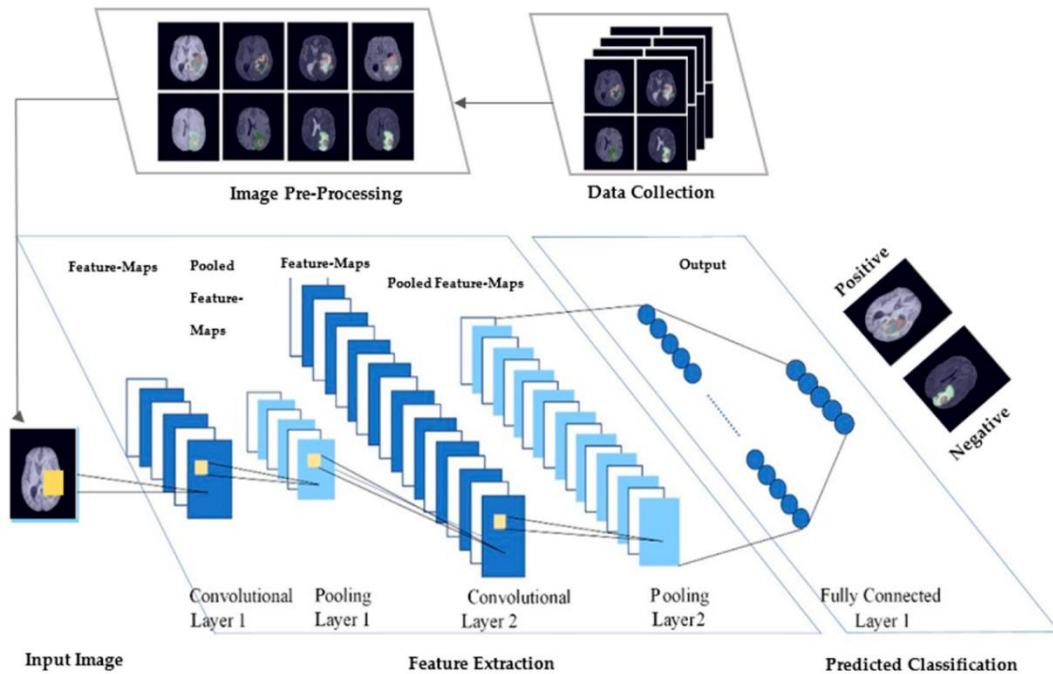 Image Pre-Processing
Data Collection
Feature-Maps
Pooled
Feature-
Maps
Feature-Maps
Pooled Feature-Maps
Output
Positive
Negative
Convolutional
Layer 1
Pooling
Layer 1
Convolutional
Layer 2
Pooling
Layer2
Fully Connected
Layer 1
Input Image
Feature Extraction
Predicted Classification